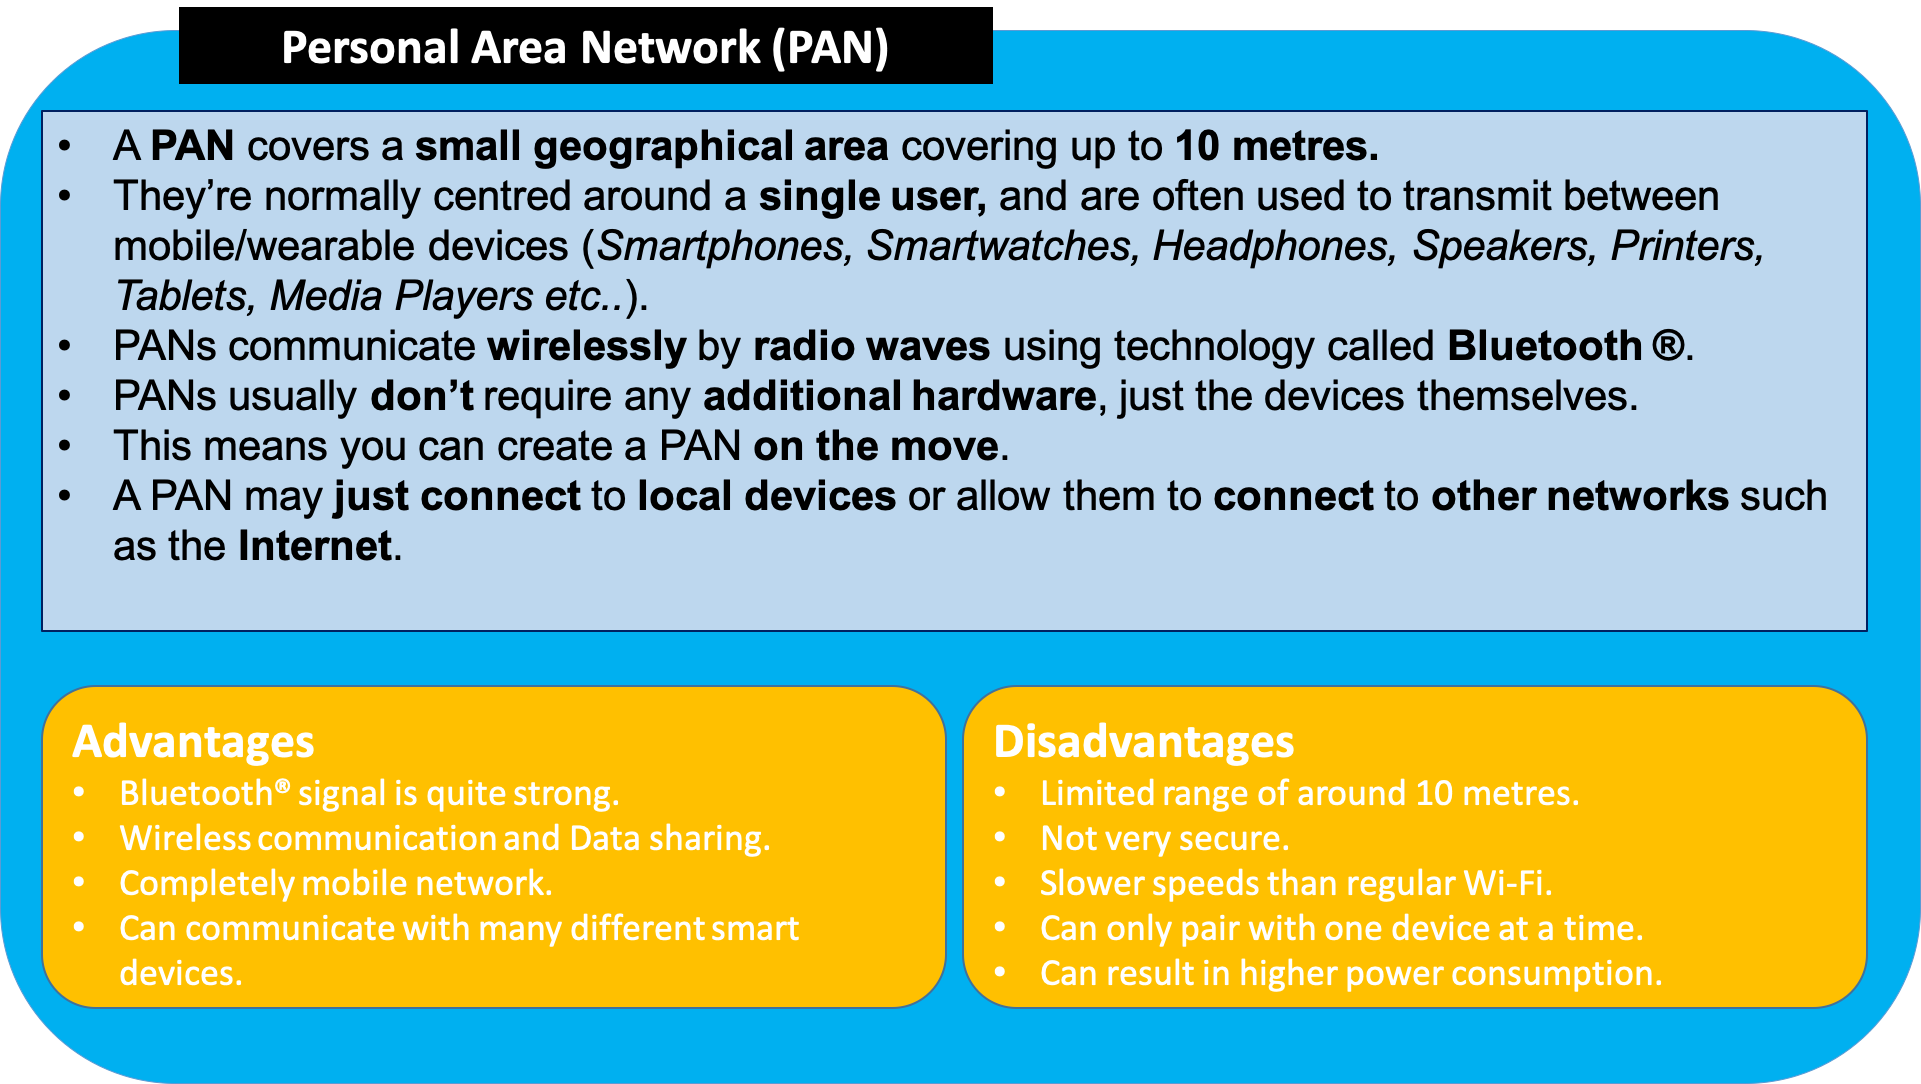 Personal Area Network (PAN)
• A PAN covers a small geographical area covering up to 10 metres.
• They’re normally centred around a single user, and are often used to transmit between
mobile/wearable devices (Smartphones, Smartwatches, Headphones, Speakers, Printers,
Tablets, Media Players etc..).
• PANs communicate wirelessly by radio waves using technology called Bluetooth ®.
• PANs usually don’t require any additional hardware, just the devices themselves.
• This means you can create a PAN on the move.
• A PAN may just connect to local devices or allow them to connect to other networks such
as the Internet.
Advantages
• Bluetooth® signal is quite strong.
• Wireless communication and Data sharing.
• Completely mobile network.
• Can communicate with many different smart
devices.
Disadvantages
• Limited range of around 10 metres.
• Not very secure.
• Slower speeds than regular Wi-Fi.
• Can only pair with one device at a time.
• Can result in higher power consumption.